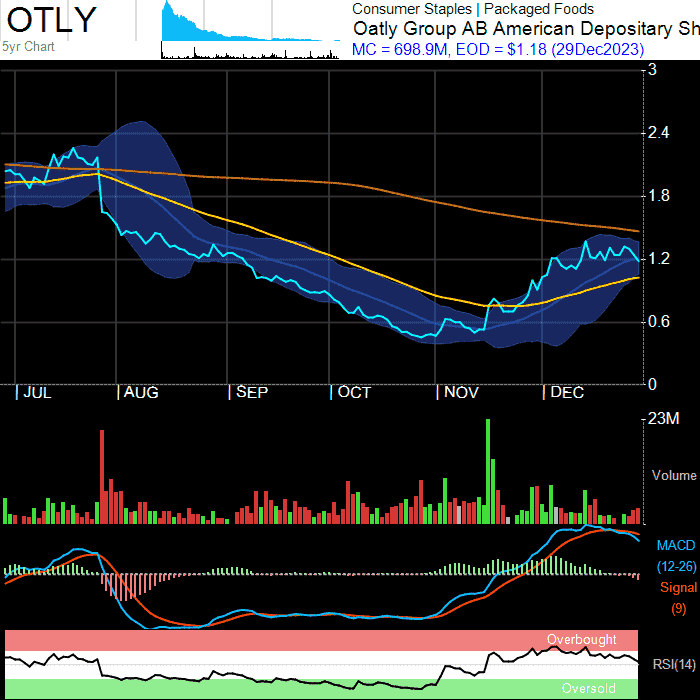 OTLY
5yr Chart
Consumer Staples | Packaged Foods
Oatly Group AB American Depositary Sh
MC = 698.9M, EOD = $1.18 (29Dec2023)
3
2.4
1.8
1.2
0.6
0
JUL AUG SEP OCT NOV DEC
23M
Volume
MACD
(12-26)
Signal
(9)
Overbought
RSI(14)
Oversold